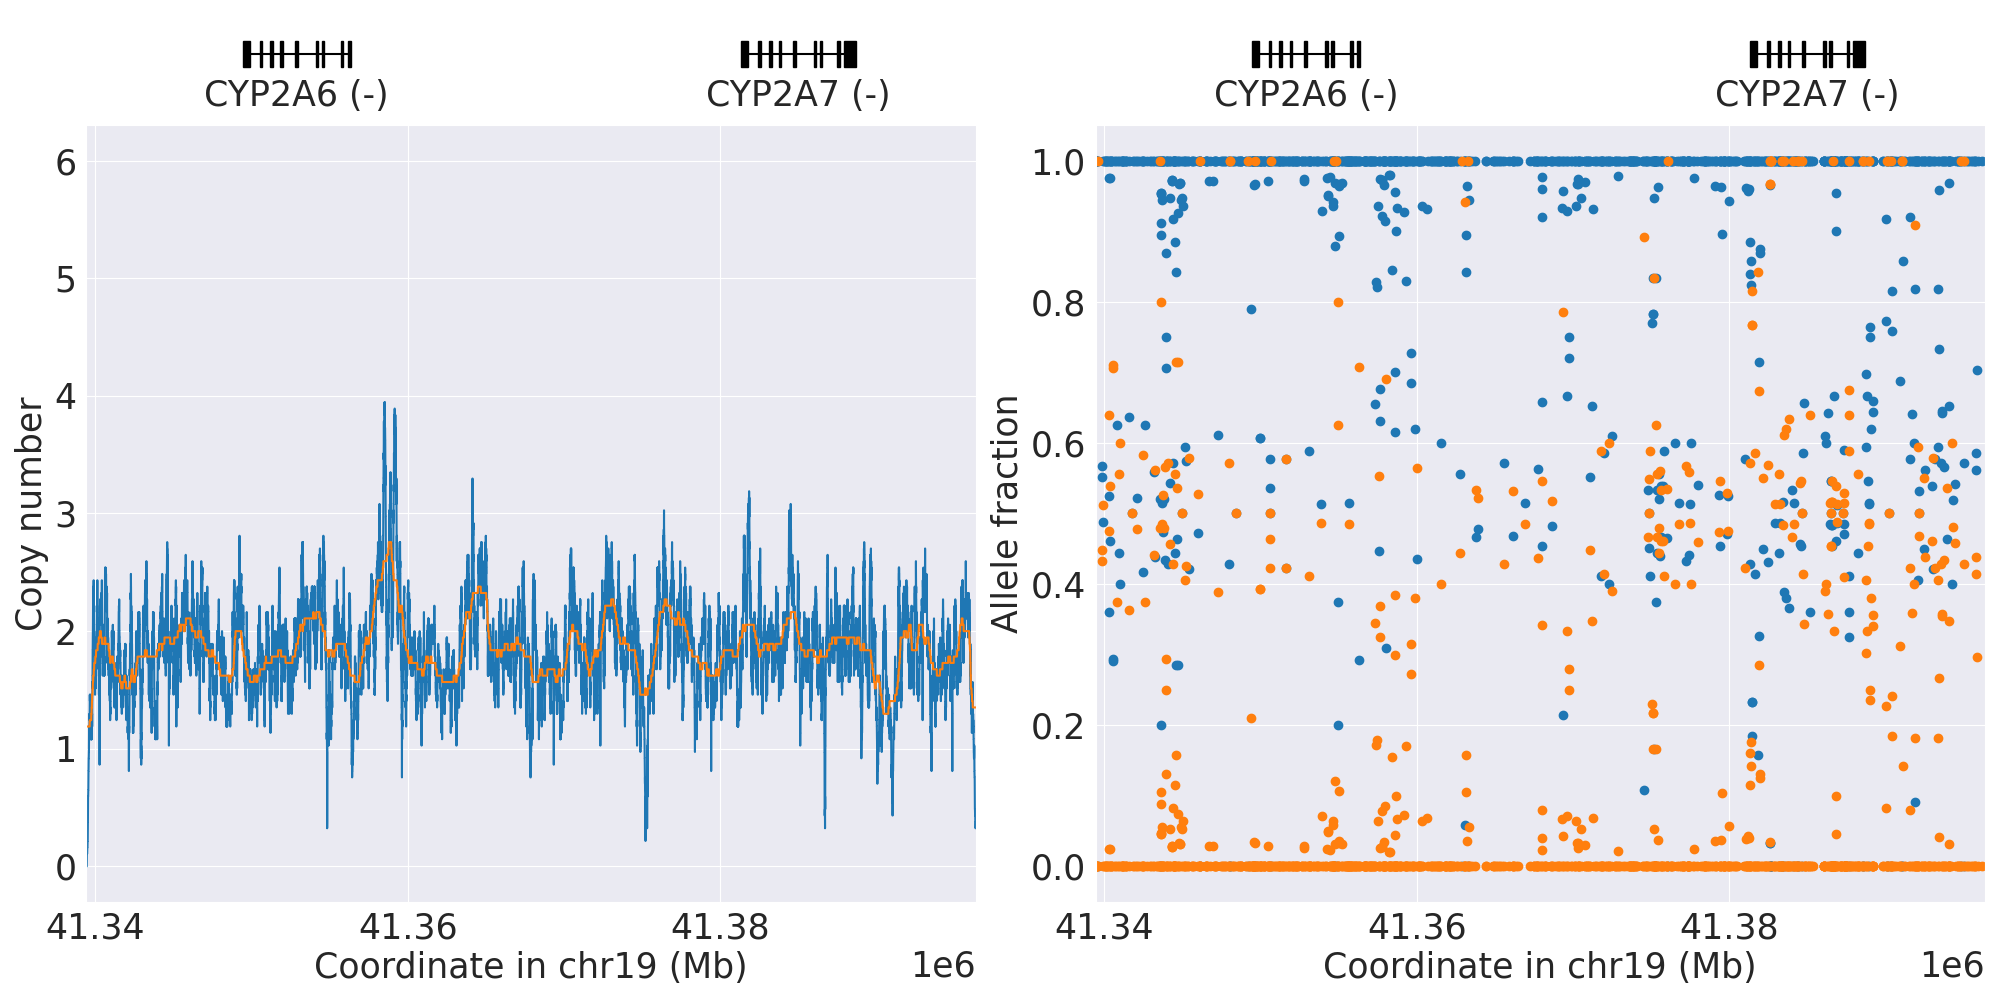 CYP2A6 (-) CYP2A7 (-) CYP2A6 (-) CYP2A7 (-)
6
5
4
3
2
1
0
Copy number
41.34 41.36 41.38
Coordinate in chr19 (Mb) 1e6
1.0
0.8
0.6
0.4
0.2
0.0
Allele fraction
41.34 41.36 41.38
Coordinate in chr19 (Mb) 1e6